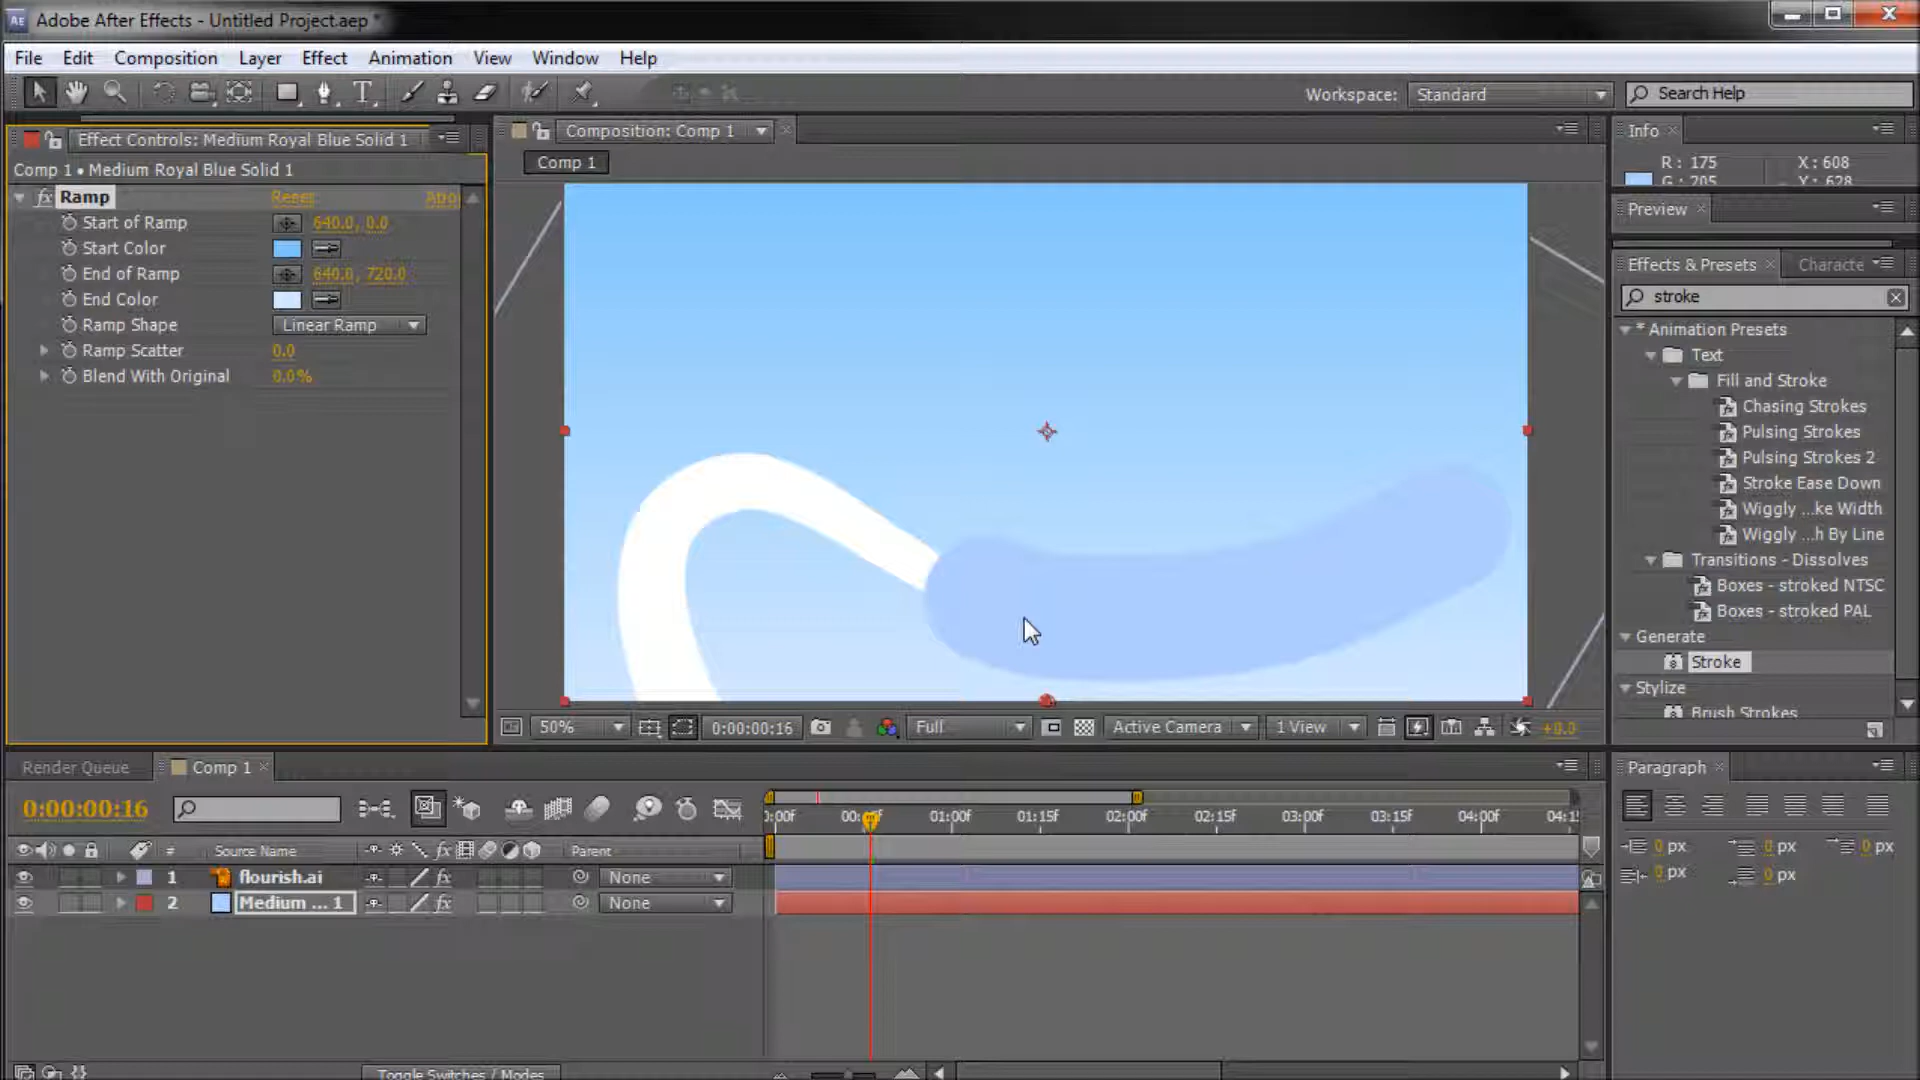 Adobe After Effects - Untitled Project.aep *
File Edit Composition Layer Effect Animation View Window Help
Workspace: Standard Search Help
Effect Controls: Medium Royal Blue Solid 1
Comp 1 • Medium Royal Blue Solid 1
fx Ramp Reset
Start of Ramp 640.0, 0.0
Start Color
End of Ramp 640.0, 720.0
End Color
Ramp Shape Linear Ramp
Ramp Scatter 0.0
Blend With Original 0.0%
Composition: Comp 1
Comp 1
50% 0:00:00:16 Full Active Camera 1 View +0.0
Info
R: 175 X: 608
G: 205 Y: 628
Preview
Effects & Presets Characte
stroke
* Animation Presets
Text
Fill and Stroke
Chasing Strokes
Pulsing Strokes
Pulsing Strokes 2
Stroke Ease Down
Wiggly ...ke Width
Wiggly ...h By Line
Transitions - Dissolves
Boxes - stroked NTSC
Boxes - stroked PAL
Generate
Stroke
Stylize
Brush Strokes
Render Queue Comp 1
0:00:00:16
01:00f 01:15f 02:00f 02:15f 03:00f 03:15f 04:00f
# Source Name fx Parent
1 flourish.ai fx None
2 Medium ... 1 fx None
Toggle Switches / Modes
Paragraph
0 px 0 px 0 px
0 px 0 px